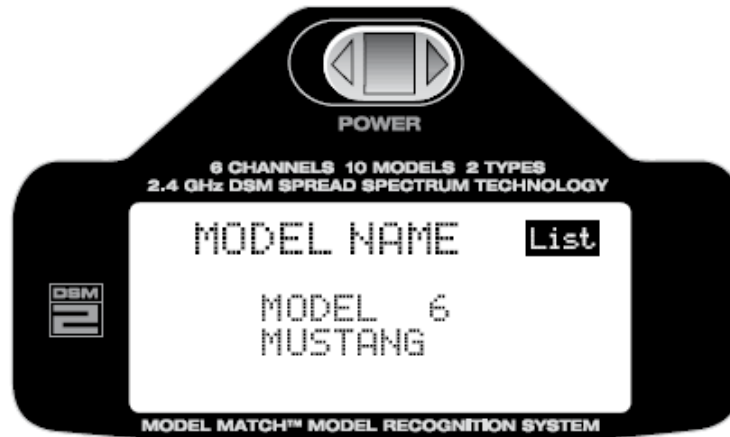 POWER
6 CHANNELS 10 MODELS 2 TYPES
2.4 GHz DSM SPREAD SPECTRUM TECHNOLOGY
MODEL NAME List
DSM
2
MODEL 6
MUSTANG
MODEL MATCH™ MODEL RECOGNITION SYSTEM